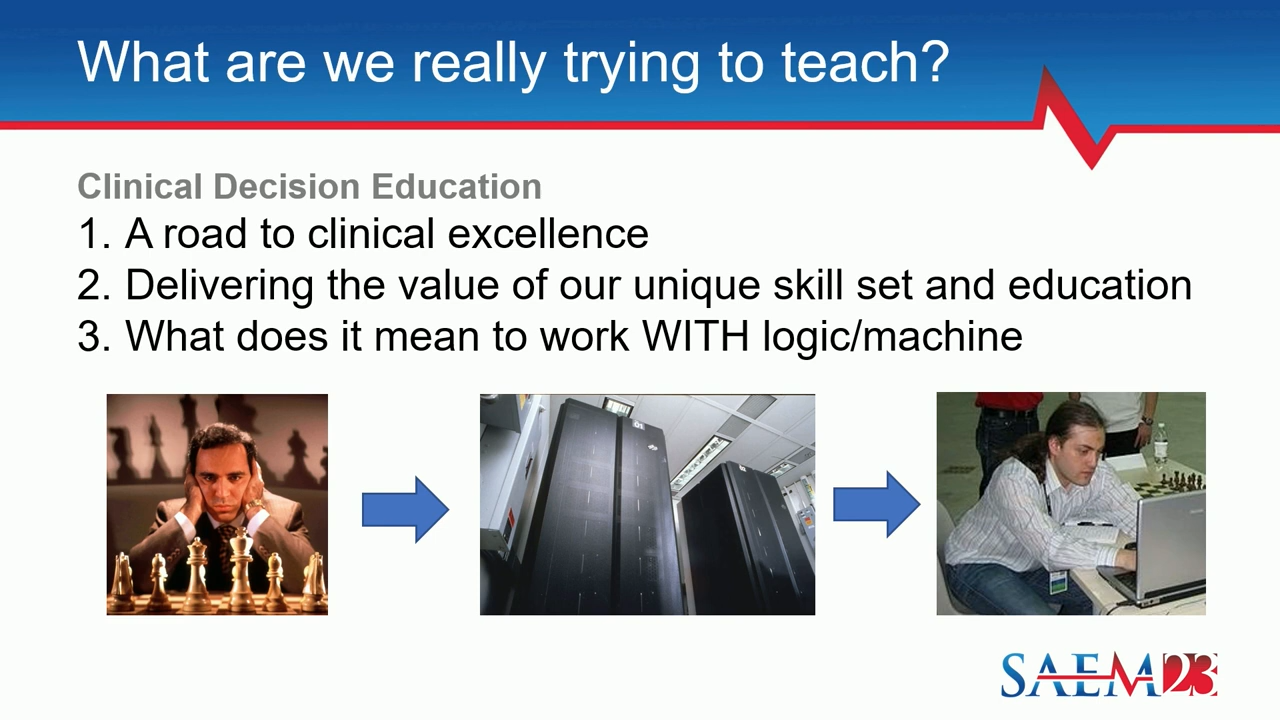 What are we really trying to teach?
Clinical Decision Education
1. A road to clinical excellence
2. Delivering the value of our unique skill set and education
3. What does it mean to work WITH logic/machine
01
SAEM23